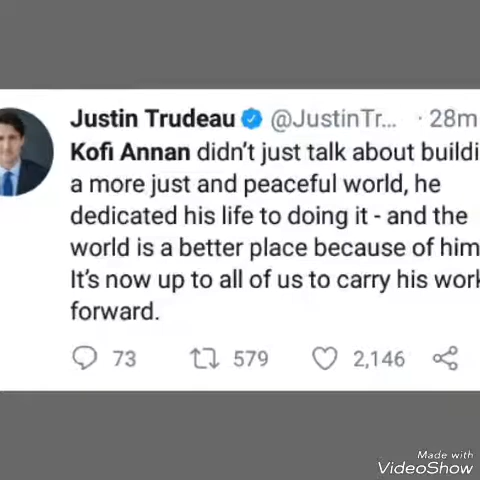 Justin Trudeau @JustinTr... · 28m
Kofi Annan didn't just talk about buildi
a more just and peaceful world, he
dedicated his life to doing it - and the
world is a better place because of him
It's now up to all of us to carry his work
forward.
73 579 2,146
Made with
VideoShow